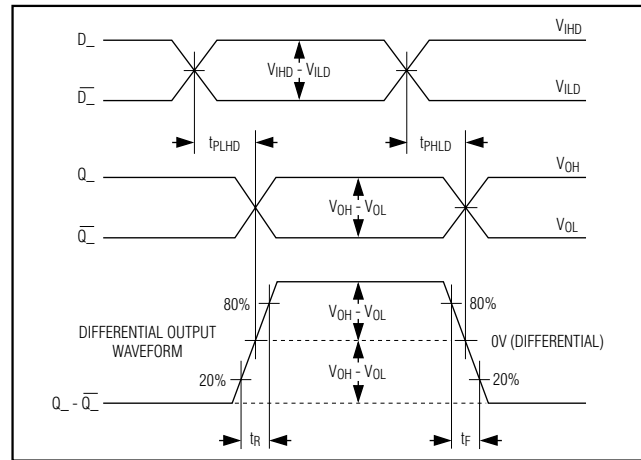 D_
V_IHD
V_IHD - V_ILD
D̅_̅
V_ILD
t_PLHD
t_PHLD
Q_
V_OH
V_OH - V_OL
Q̅_̅
V_OL
80%
80%
V_OH - V_OL
DIFFERENTIAL OUTPUT
WAVEFORM
0V (DIFFERENTIAL)
20%
V_OH - V_OL
20%
Q_ - Q̅_̅
t_R
t_F